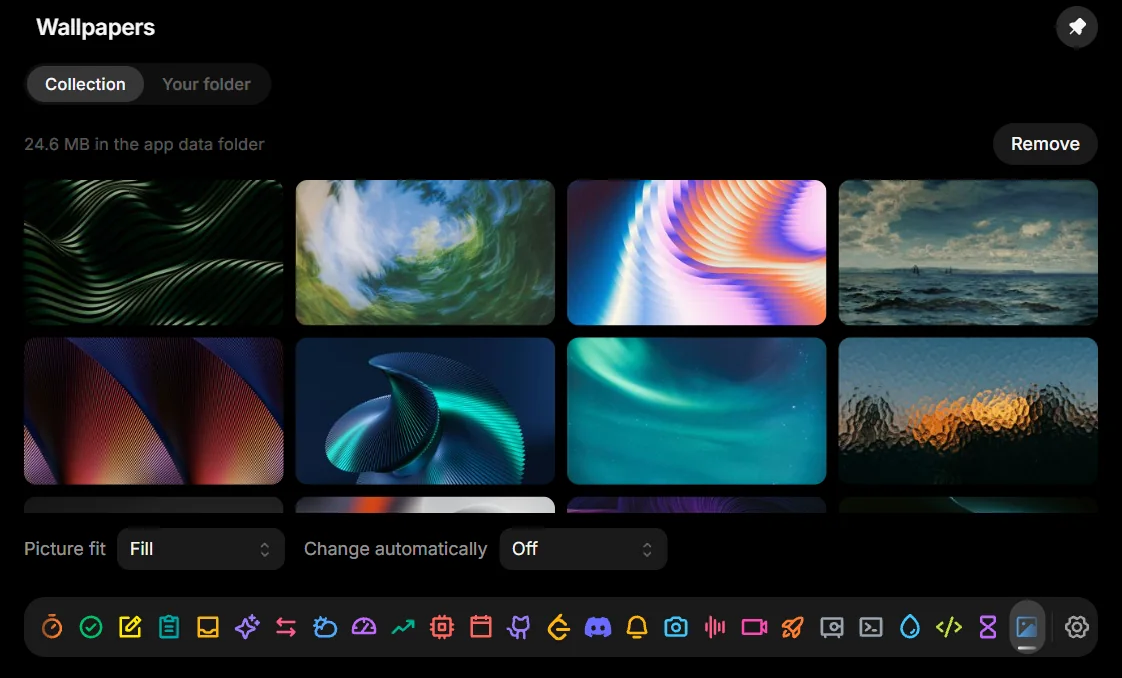 Wallpapers
Collection Your folder
24.6 MB in the app data folder Remove
Picture fit Fill Change automatically Off